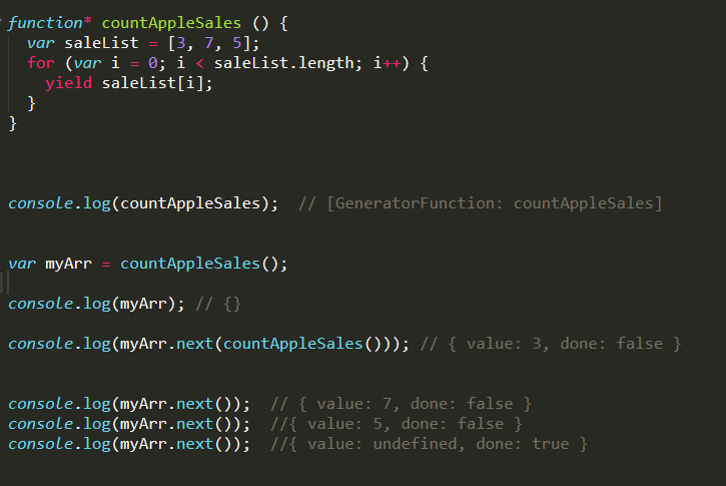 function* countAppleSales () {
  var saleList = [3, 7, 5];
  for (var i = 0; i < saleList.length; i++) {
    yield saleList[i];
  }
}
console.log(countAppleSales);  // [GeneratorFunction: countAppleSales]
var myArr = countAppleSales();
console.log(myArr); // {}
console.log(myArr.next(countAppleSales())); // { value: 3, done: false }
console.log(myArr.next());  // { value: 7, done: false }
console.log(myArr.next());  //{ value: 5, done: false }
console.log(myArr.next());  //{ value: undefined, done: true }